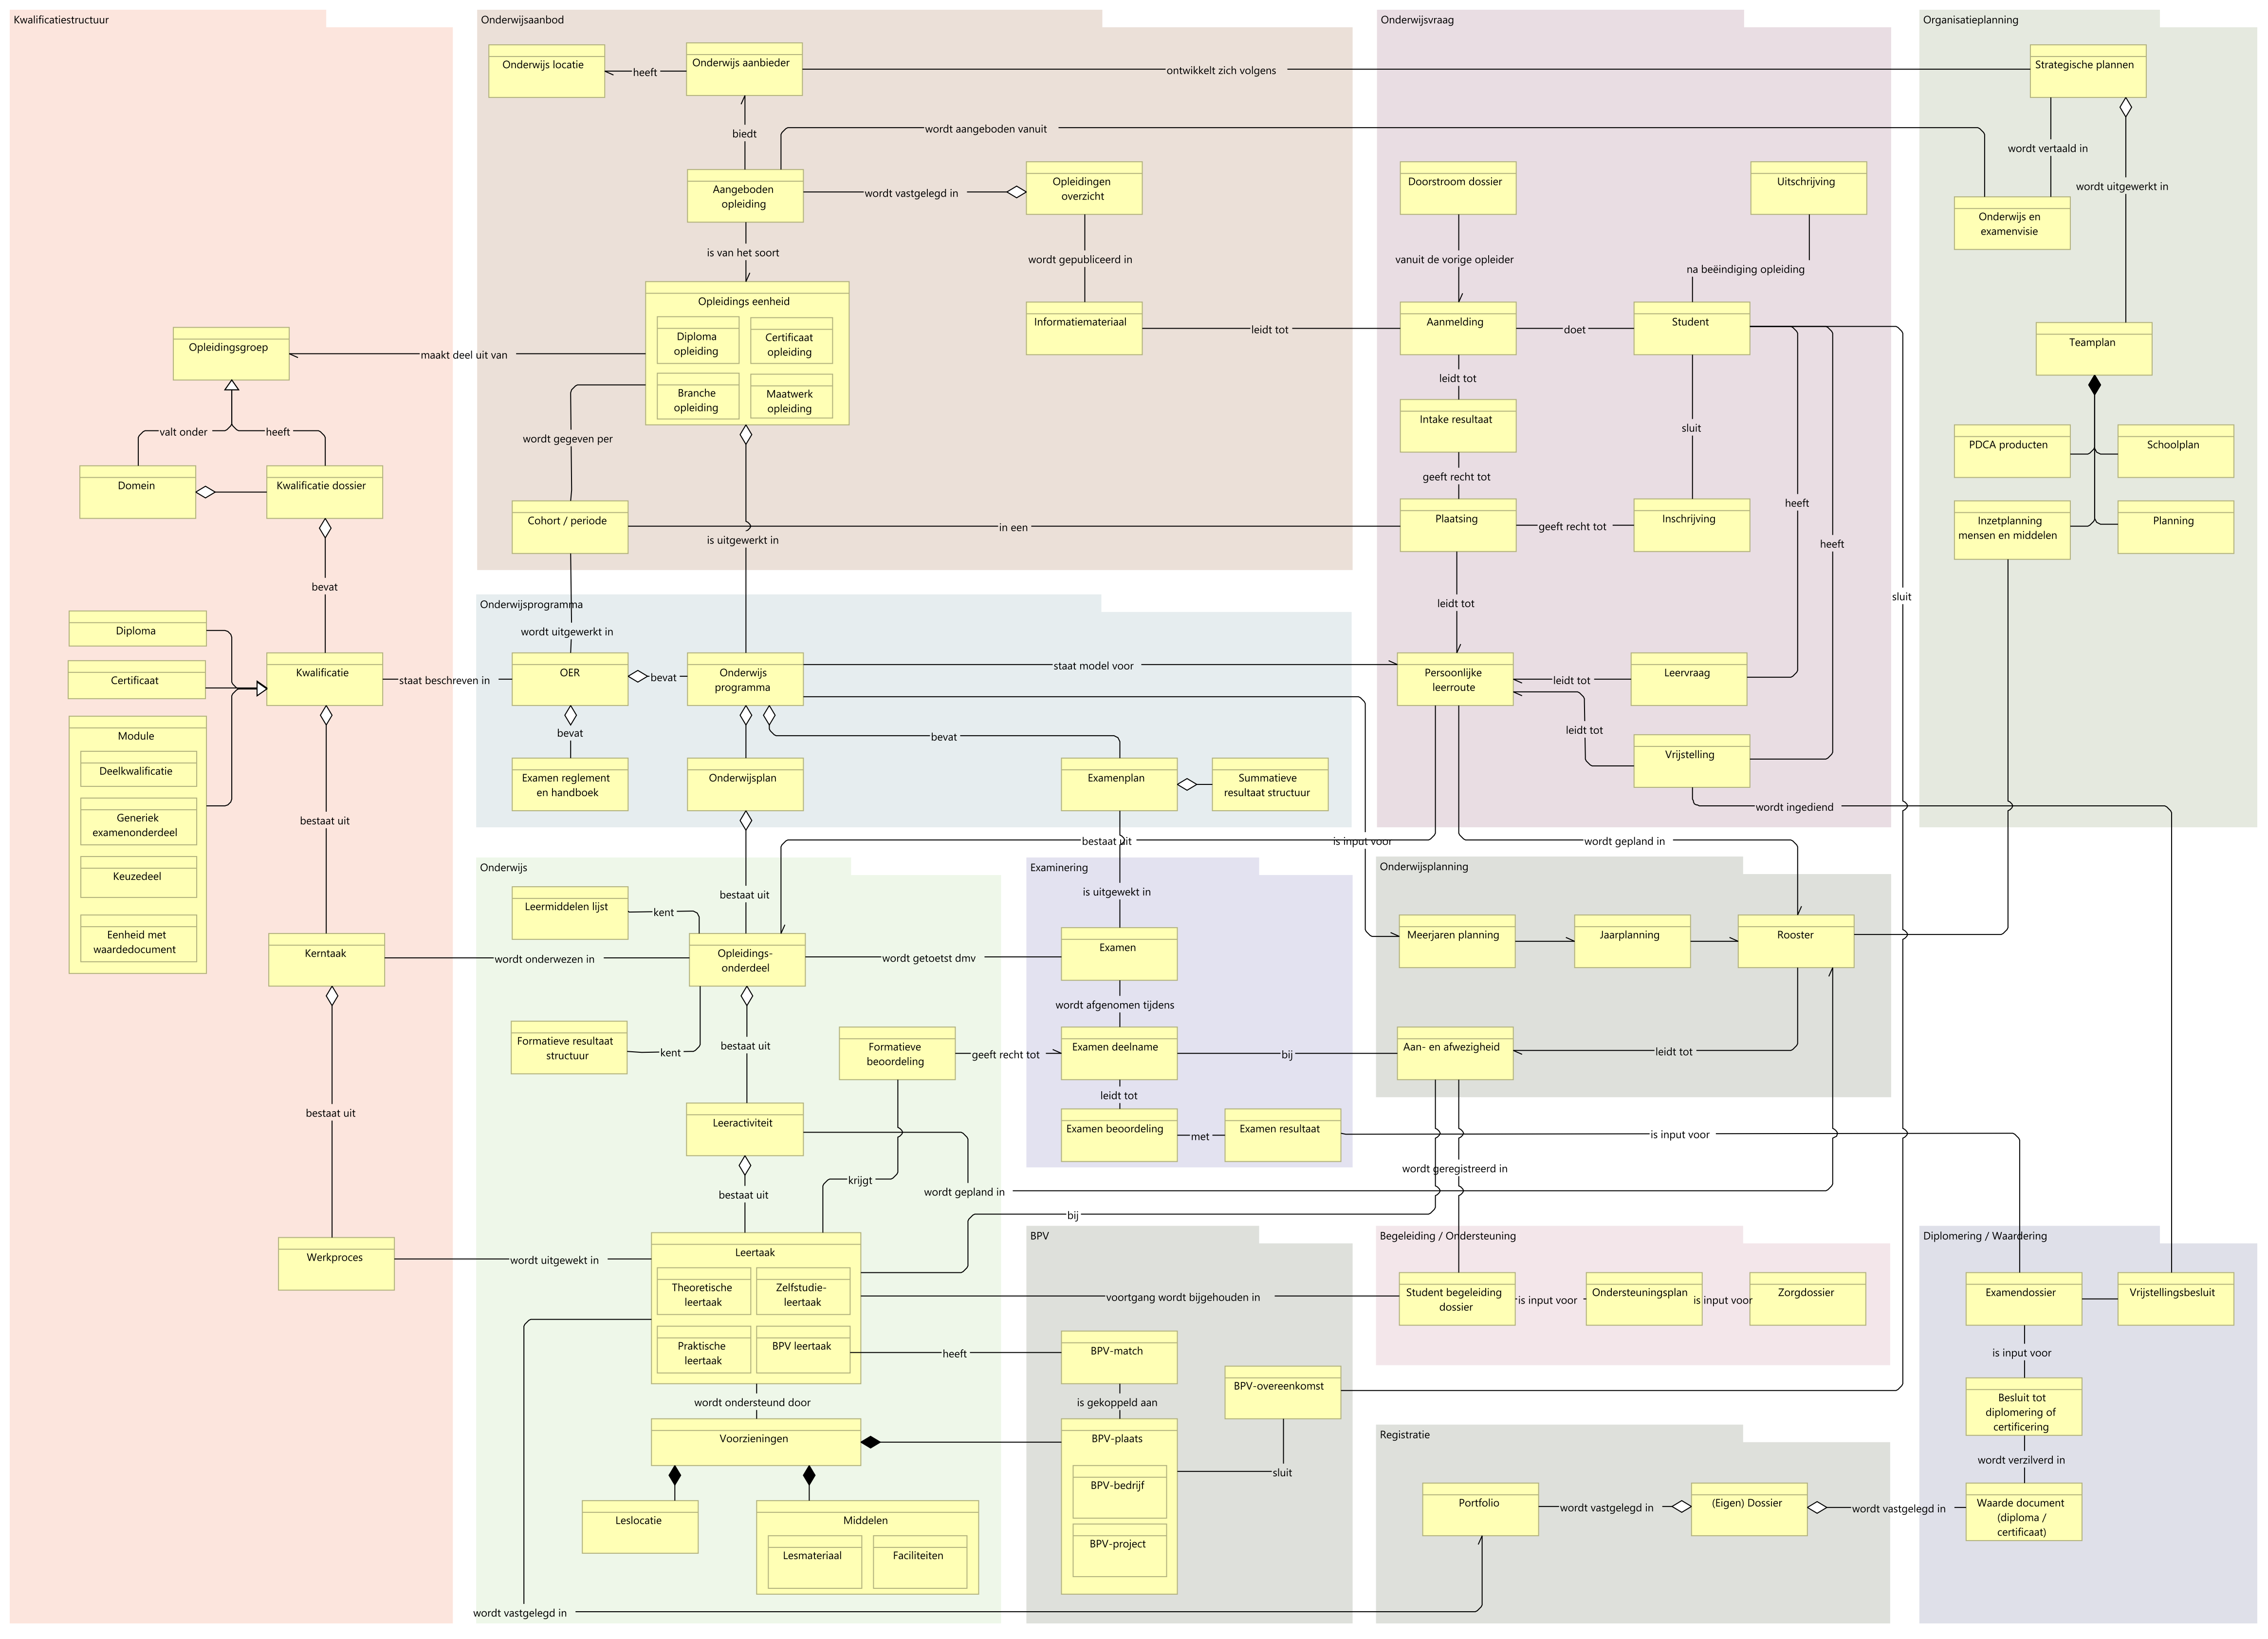 Kwalificatiestructuur
Opleidingsgroep
valt onder
heeft
Domein
Kwalificatie dossier
bevat
Diploma
Certificaat
Kwalificatie
staat beschreven in
Module
Deelkwalificatie
Generiek
examenonderdeel
Keuzedeel
Eenheid met
waardedocument
bestaat uit
Kerntaak
wordt onderwezen in
bestaat uit
Werkproces
wordt uitgewekt in
Onderwijsaanbod
Onderwijs locatie
heeft
Onderwijs aanbieder
ontwikkelt zich volgens
biedt
wordt aangeboden vanuit
Aangeboden
opleiding
wordt vastgelegd in
Opleidingen
overzicht
is van het soort
wordt gepubliceerd in
Opleidings eenheid
Diploma
opleiding
Certificaat
opleiding
Branche
opleiding
Maatwerk
opleiding
Informatiemateriaal
leidt tot
maakt deel uit van
wordt gegeven per
Cohort / periode
in een
is uitgewerkt in
Onderwijsprogramma
wordt uitgewerkt in
OER
bevat
Onderwijs
programma
staat model voor
bevat
bevat
Examen reglement
en handboek
Onderwijsplan
Examenplan
Summatieve
resultaat structuur
bestaat uit
is input voor
Onderwijsvraag
Doorstroom dossier
Uitschrijving
vanuit de vorige opleider
na beëindiging opleiding
Aanmelding
doet
Student
leidt tot
Intake resultaat
sluit
geeft recht tot
Plaatsing
geeft recht tot
Inschrijving
heeft
heeft
sluit
leidt tot
Persoonlijke
leerroute
leidt tot
Leervraag
leidt tot
Vrijstelling
wordt ingediend
wordt gepland in
Organisatieplanning
Strategische plannen
wordt vertaald in
wordt uitgewerkt in
Onderwijs en
examenvisie
Teamplan
PDCA producten
Schoolplan
Inzetplanning
mensen en middelen
Planning
Onderwijs
Leermiddelen lijst
kent
bestaat uit
Opleidings-
onderdeel
wordt getoetst dmv
Formatieve resultaat
structuur
kent
bestaat uit
Formatieve
beoordeling
geeft recht tot
Leeractiviteit
bestaat uit
krijgt
wordt gepland in
bij
Leertaak
Theoretische
leertaak
Zelfstudie-
leertaak
Praktische
leertaak
BPV leertaak
voortgang wordt bijgehouden in
heeft
wordt ondersteund door
Voorzieningen
Leslocatie
Middelen
Lesmateriaal
Faciliteiten
wordt vastgelegd in
Examinering
is uitgewekt in
Examen
wordt afgenomen tijdens
Examen deelname
bij
leidt tot
Examen beoordeling
met
Examen resultaat
is input voor
Onderwijsplanning
Meerjaren planning
Jaarplanning
Rooster
Aan- en afwezigheid
leidt tot
wordt geregistreerd in
BPV
BPV-match
is gekoppeld aan
BPV-overeenkomst
BPV-plaats
BPV-bedrijf
BPV-project
sluit
Begeleiding / Ondersteuning
Student begeleiding
dossier
is input voor
Ondersteuningsplan
is input voor
Zorgdossier
Registratie
Portfolio
wordt vastgelegd in
(Eigen) Dossier
wordt vastgelegd in
Diplomering / Waardering
Examendossier
Vrijstellingsbesluit
is input voor
Besluit tot
diplomering of
certificering
wordt verzilverd in
Waarde document
(diploma /
certificaat)